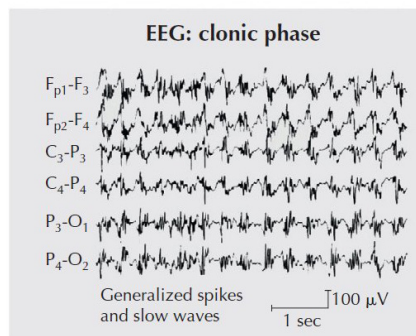 EEG: clonic phase
Fp1-F3
Fp2-F4
C3-P3
C4-P4
P3-O1
P4-O2
Generalized spikes
and slow waves
100 μV
1 sec